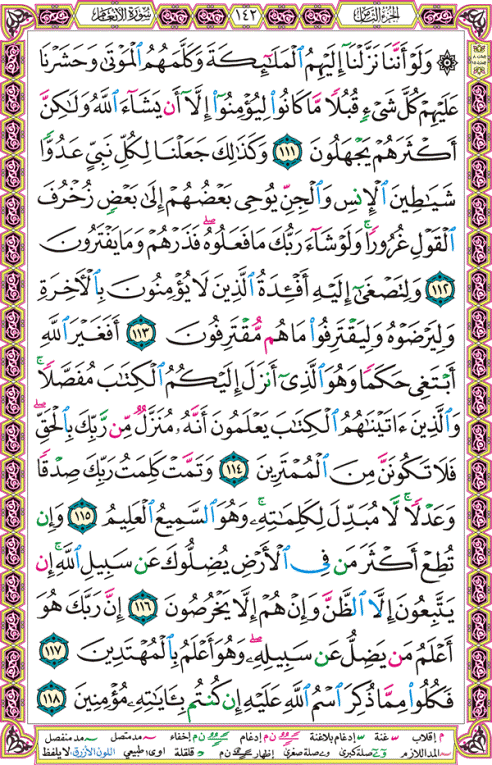 الجزء الثامن
١٤٢
سورة الأنعام
۞ وَلَوۡ أَنَّنَا نَزَّلۡنَآ إِلَيۡهِمُ ٱلۡمَلَٰٓئِكَةَ وَكَلَّمَهُمُ ٱلۡمَوۡتَىٰ وَحَشَرۡنَا
عَلَيۡهِمۡ كُلَّ شَيۡءٖ قُبُلٗا مَّا كَانُواْ لِيُؤۡمِنُوٓاْ إِلَّآ أَن يَشَآءَ ٱللَّهُ وَلَٰكِنَّ
أَكۡثَرَهُمۡ يَجۡهَلُونَ ١١١ وَكَذَٰلِكَ جَعَلۡنَا لِكُلِّ نَبِيٍّ عَدُوّٗا
شَيَٰطِينَ ٱلۡإِنسِ وَٱلۡجِنِّ يُوحِي بَعۡضُهُمۡ إِلَىٰ بَعۡضٖ زُخۡرُفَ
ٱلۡقَوۡلِ غُرُورٗاۚ وَلَوۡ شَآءَ رَبُّكَ مَا فَعَلُوهُۖ فَذَرۡهُمۡ وَمَا يَفۡتَرُونَ
١١٢ وَلِتَصۡغَىٰٓ إِلَيۡهِ أَفۡـِٔدَةُ ٱلَّذِينَ لَا يُؤۡمِنُونَ بِٱلۡأٓخِرَةِ
وَلِيَرۡضَوۡهُ وَلِيَقۡتَرِفُواْ مَا هُم مُّقۡتَرِفُونَ ١١٣ أَفَغَيۡرَ ٱللَّهِ
أَبۡتَغِي حَكَمٗا وَهُوَ ٱلَّذِيٓ أَنزَلَ إِلَيۡكُمُ ٱلۡكِتَٰبَ مُفَصَّلٗاۚ
وَٱلَّذِينَ ءَاتَيۡنَٰهُمُ ٱلۡكِتَٰبَ يَعۡلَمُونَ أَنَّهُۥ مُنَزَّلٞ مِّن رَّبِّكَ بِٱلۡحَقِّۖ
فَلَا تَكُونَنَّ مِنَ ٱلۡمُمۡتَرِينَ ١١٤ وَتَمَّتۡ كَلِمَتُ رَبِّكَ صِدۡقٗا
وَعَدۡلٗاۚ لَّا مُبَدِّلَ لِكَلِمَٰتِهِۦۚ وَهُوَ ٱلسَّمِيعُ ٱلۡعَلِيمُ ١١٥ وَإِن
تُطِعۡ أَكۡثَرَ مَن فِي ٱلۡأَرۡضِ يُضِلُّوكَ عَن سَبِيلِ ٱللَّهِۚ إِن
يَتَّبِعُونَ إِلَّا ٱلظَّنَّ وَإِنۡ هُمۡ إِلَّا يَخۡرُصُونَ ١١٦ إِنَّ رَبَّكَ هُوَ
أَعۡلَمُ مَن يَضِلُّ عَن سَبِيلِهِۦۖ وَهُوَ أَعۡلَمُ بِٱلۡمُهۡتَدِينَ ١١٧
فَكُلُواْ مِمَّا ذُكِرَ ٱسۡمُ ٱللَّهِ عَلَيۡهِ إِن كُنتُم بِـَٔايَٰتِهِۦ مُؤۡمِنِينَ ١١٨
م إقلاب غنة إدغام بلاغنة ن م إدغام ن م إخفاء مد متصل مد منفصل
المد اللازم صلة كبرى صلة صغرى إظهار ن م قلقلة اوى: طبيعي اللون الأزرق: لا يلفظ